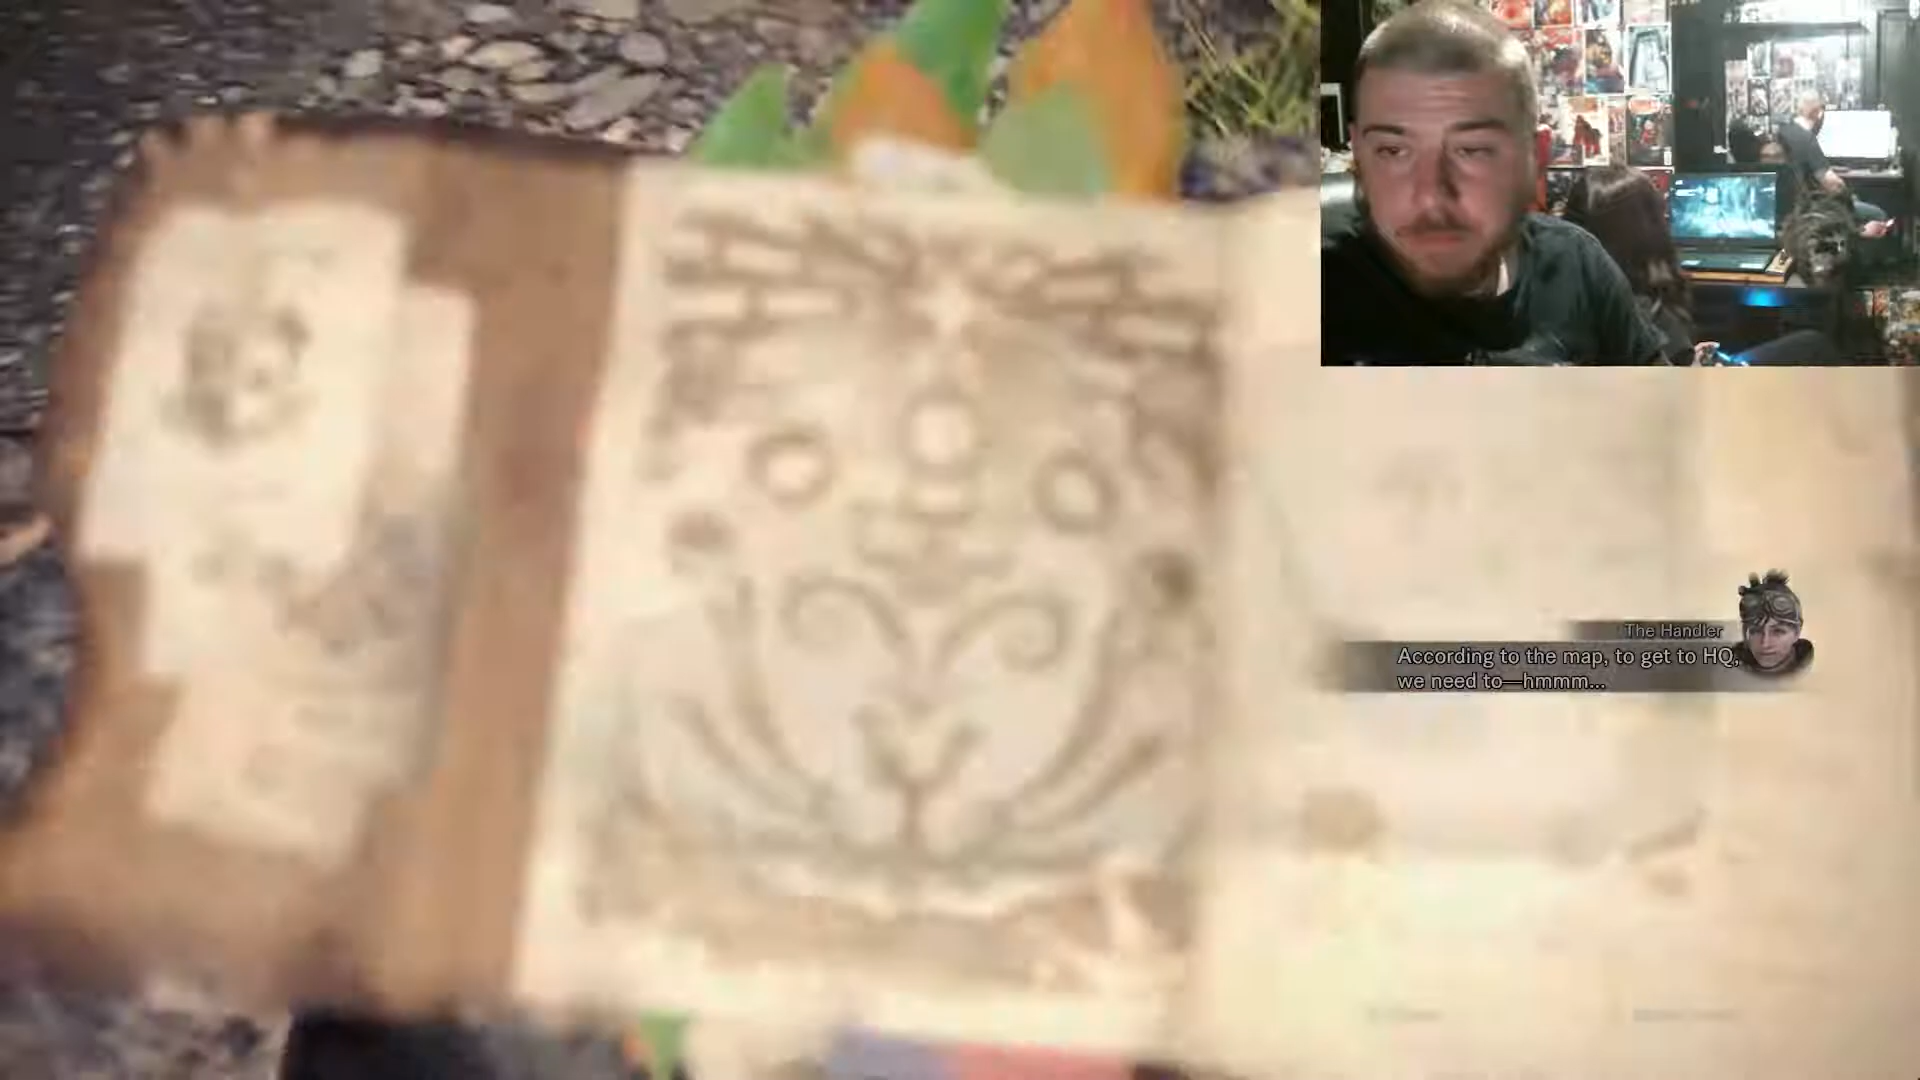 The Handler
According to the map, to get to HQ,
we need to—hmmm...